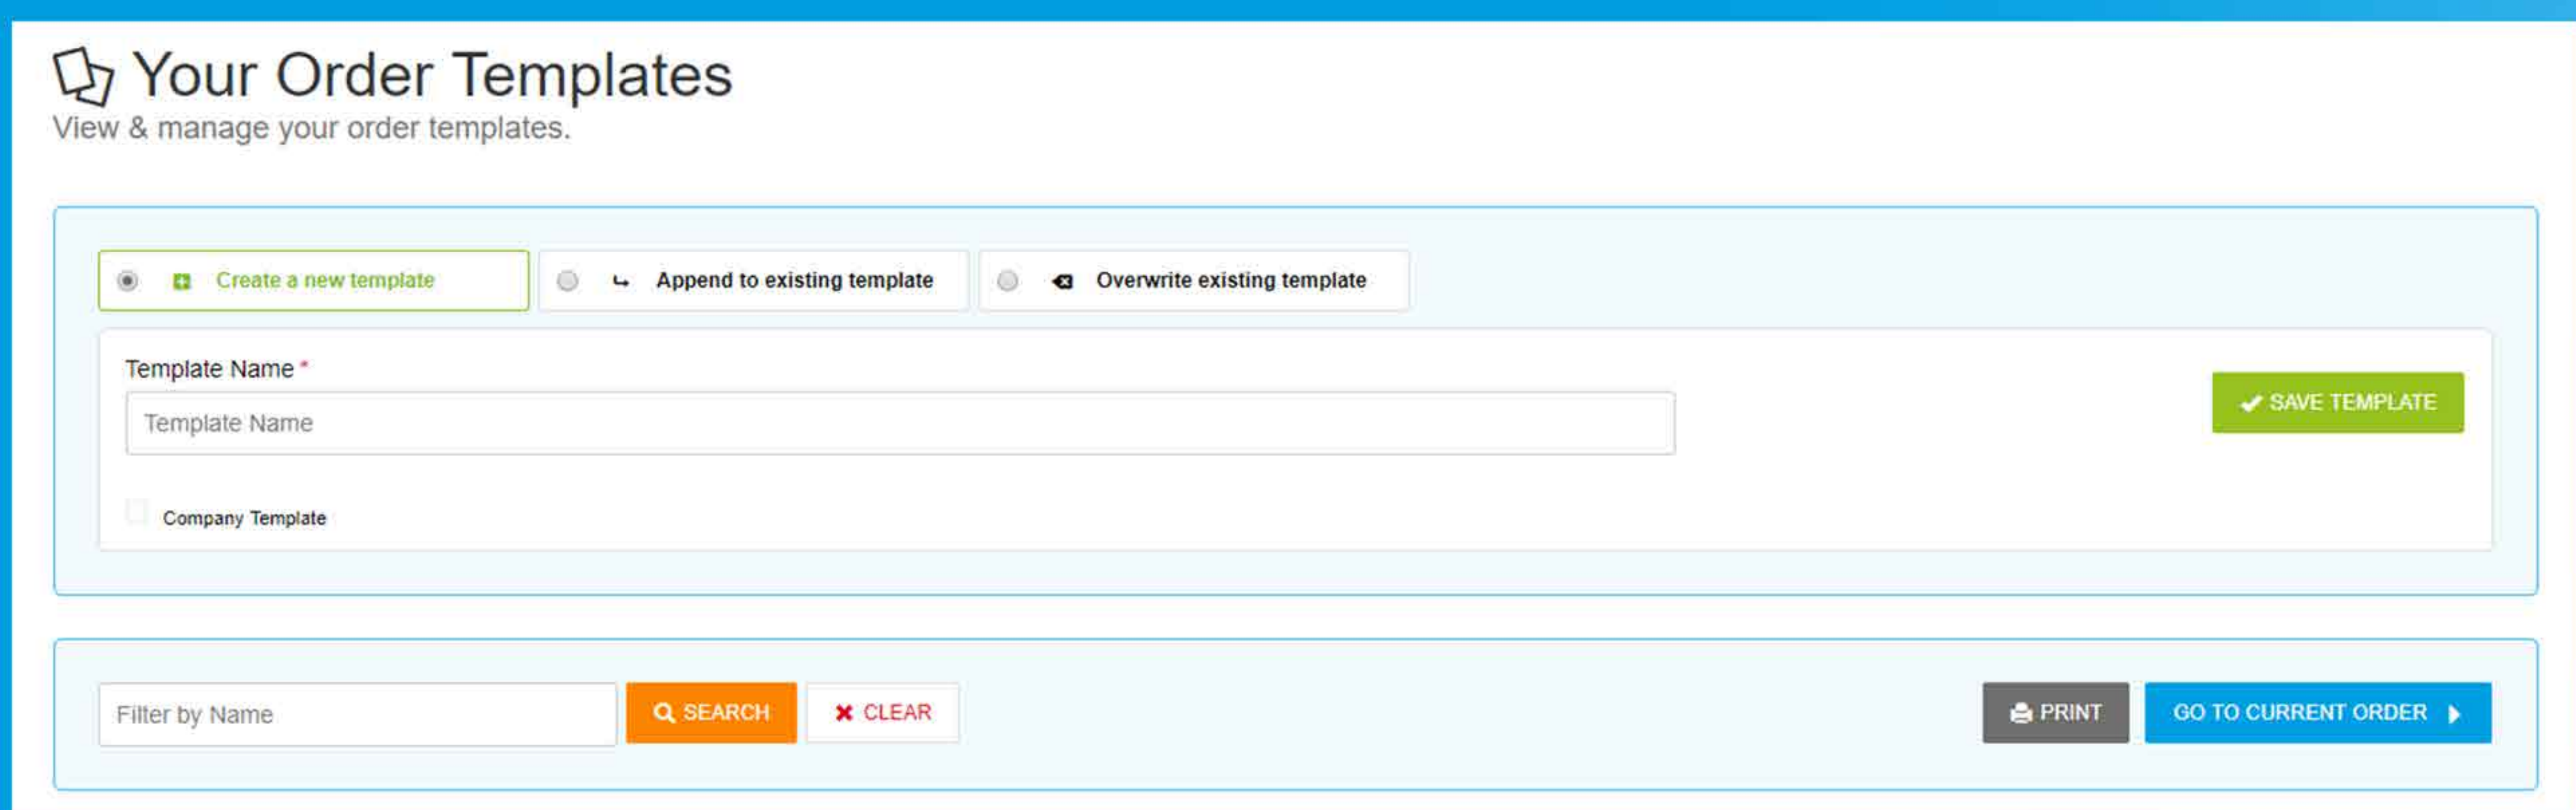 Your Order Templates
View & manage your order templates.
Create a new template Append to existing template Overwrite existing template
Template Name *
Template Name
SAVE TEMPLATE
Company Template
Filter by Name SEARCH CLEAR PRINT GO TO CURRENT ORDER